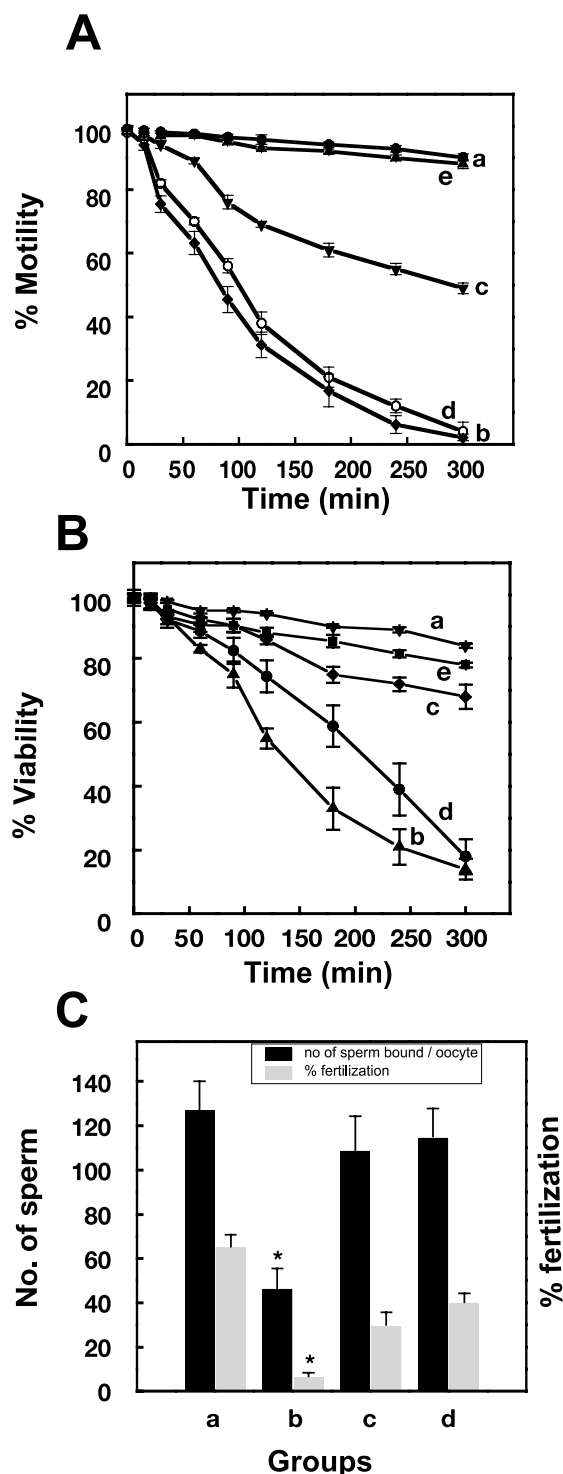 A
% Motility
100
80
60
40
20
0
a
e
c
d
b
0 50 100 150 200 250 300
Time (min)
B
% Viability
100
80
60
40
20
0
a
e
c
d
b
0 50 100 150 200 250 300
Time (min)
C
no of sperm bound / oocyte
% fertilization
No. of sperm
140
120
100
80
60
40
20
0
*
*
% fertilization
a b c d
Groups